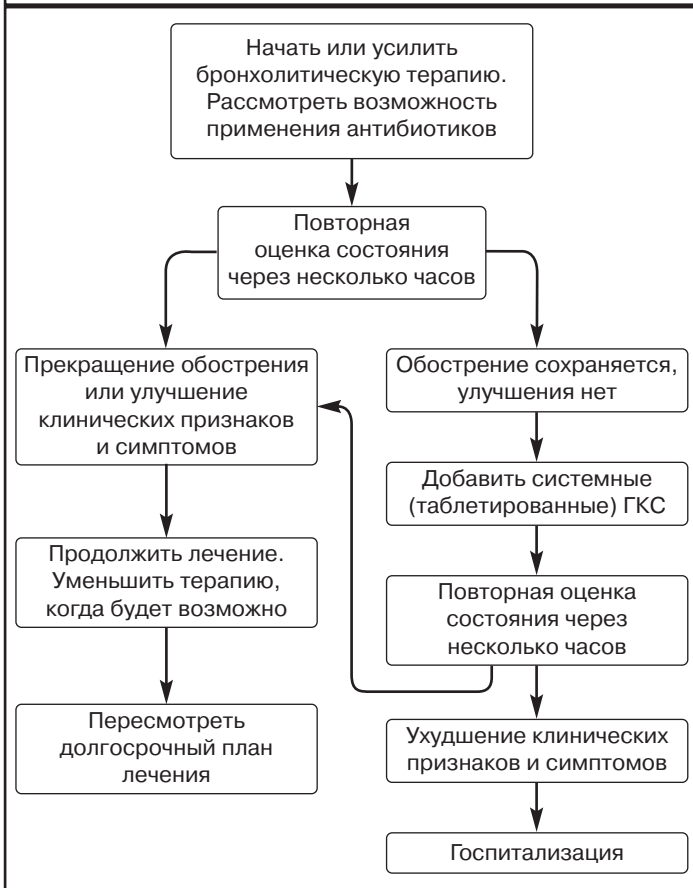 Начать или усилить
бронхолитическую терапию.
Рассмотреть возможность
применения антибиотиков
Повторная
оценка состояния
через несколько часов
Прекращение обострения
или улучшение
клинических признаков
и симптомов
Обострение сохраняется,
улучшения нет
Добавить системные
(таблетированные) ГКС
Продолжить лечение.
Уменьшить терапию,
когда будет возможно
Повторная оценка
состояния через
несколько часов
Пересмотреть
долгосрочный план
лечения
Ухудшение клинических
признаков и симптомов
Госпитализация